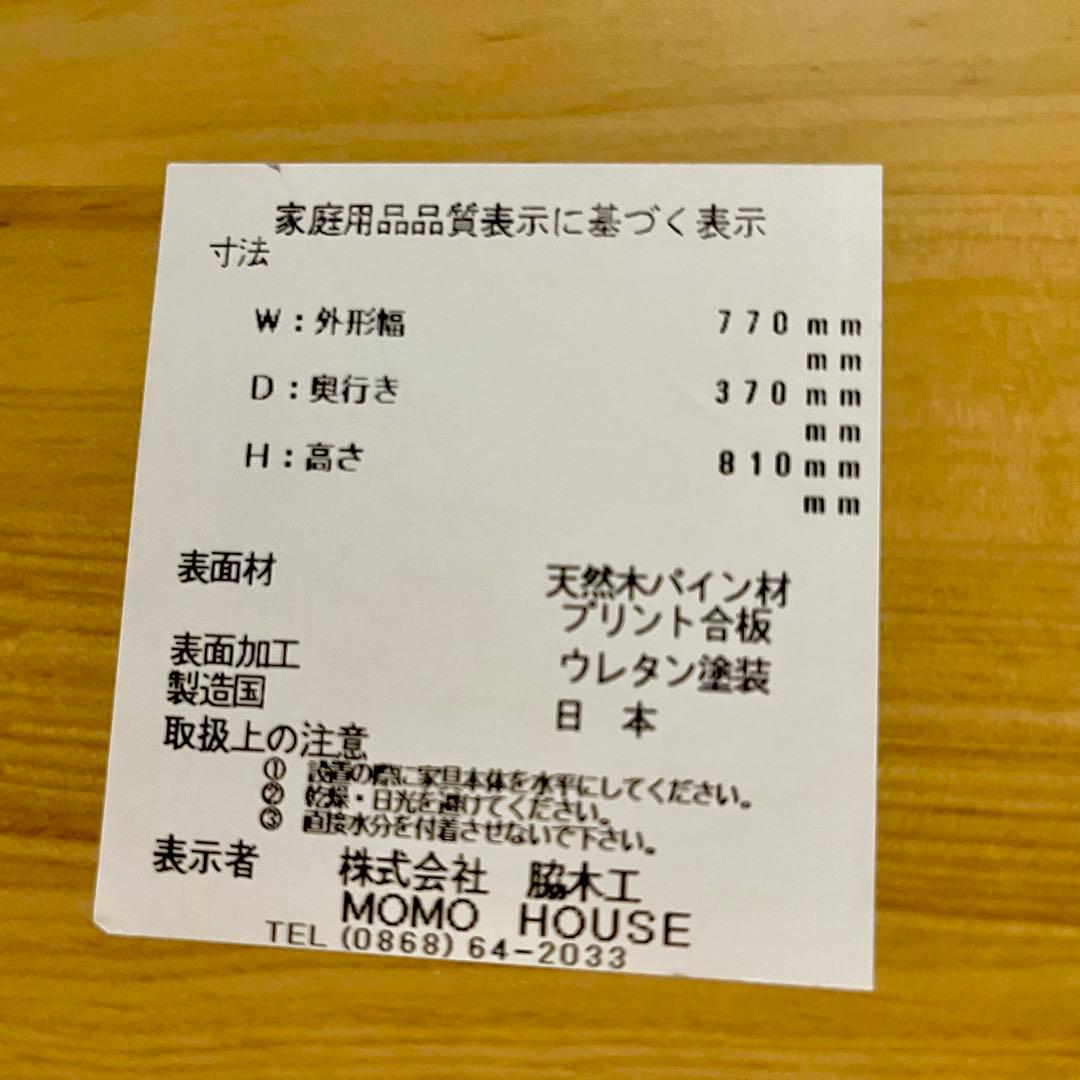 家庭用品品質表示に基づく表示
寸法
W：外形幅 770mm
mm
D：奥行き 370mm
mm
H：高さ 810mm
mm
表面材 天然木パイン材
プリント合板
表面加工 ウレタン塗装
製造国 日 本
取扱上の注意
① 設置の際に家具本体を水平にしてください。
② 乾燥・日光を避けてください。
③ 直接水分を付着させないで下さい。
表示者 株式会社 脇木工
MOMO HOUSE
TEL (0868) 64-2033